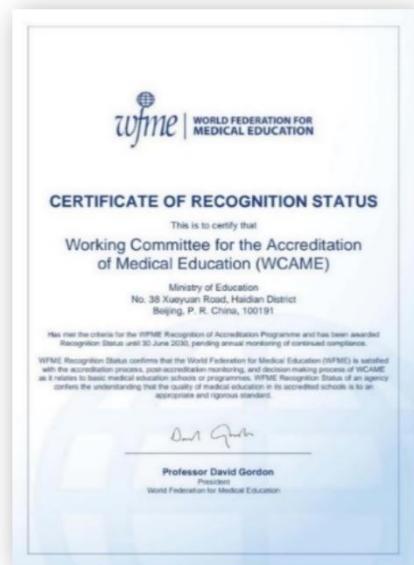 wfme
WORLD FEDERATION FOR
MEDICAL EDUCATION
CERTIFICATE OF RECOGNITION STATUS
This is to certify that
Working Committee for the Accreditation
of Medical Education (WCAME)
Ministry of Education
No. 38 Xueyuan Road, Haidian District
Beijing, P. R. China, 100191
Has met the criteria for the WFME Recognition of Accreditation Programme and has been awarded
Recognition Status until 30 June 2030, pending annual monitoring of continued compliance.
WFME Recognition Status confirms that the World Federation for Medical Education (WFME) is satisfied
with the accreditation process, post-accreditation monitoring, and decision making process of WCAME
as it relates to basic medical education schools or programmes. WFME Recognition Status of an agency
confers the understanding that the quality of medical education in its accredited schools is to an
appropriate and rigorous standard.
Professor David Gordon
President
World Federation for Medical Education